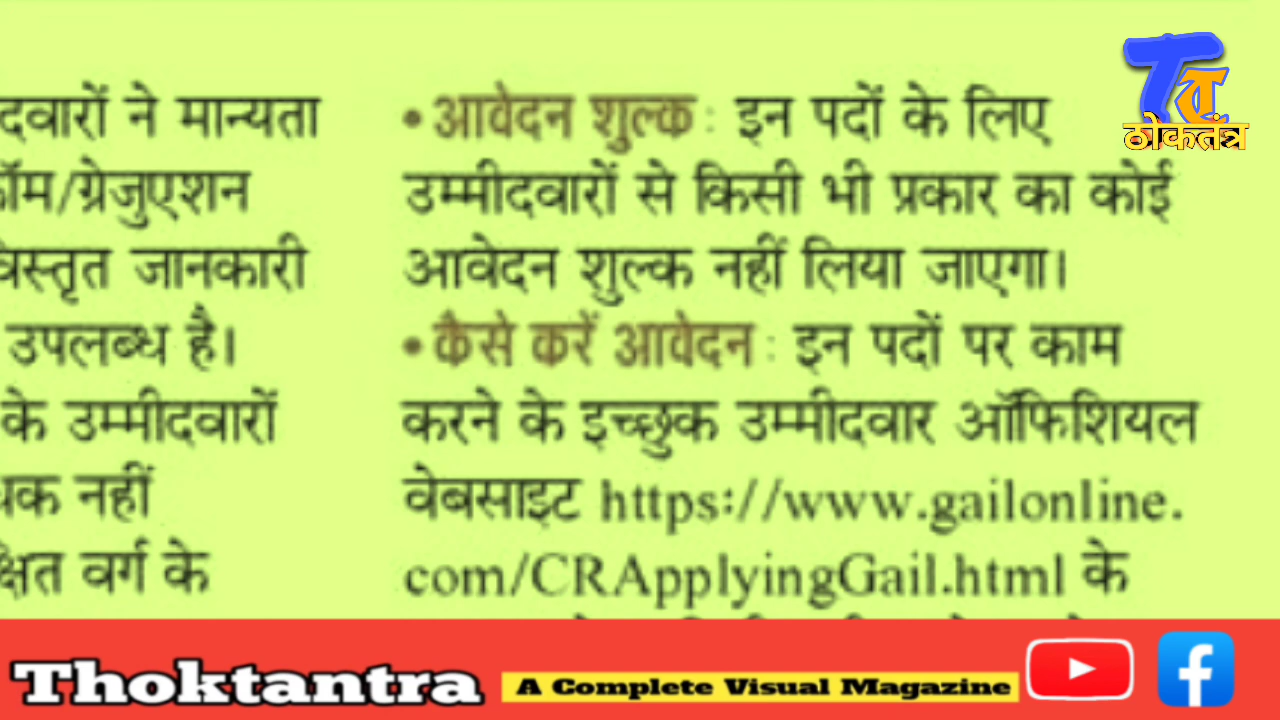 दवारों ने मान्यता
ॉम/ग्रेजुएशन
वेस्तृत जानकारी
उपलब्ध है।
के उम्मीदवारों
धक नहीं
क्षित वर्ग के
• आवेदन शुल्क : इन पदों के लिए
उम्मीदवारों से किसी भी प्रकार का कोई
आवेदन शुल्क नहीं लिया जाएगा।
• कैसे करें आवेदन : इन पदों पर काम
करने के इच्छुक उम्मीदवार ऑफिशियल
वेबसाइट https://www.gailonline.
com/CRApplyingGail.html के
Tत
ठोकतंत्र
Thoktantra
A Complete Visual Magazine